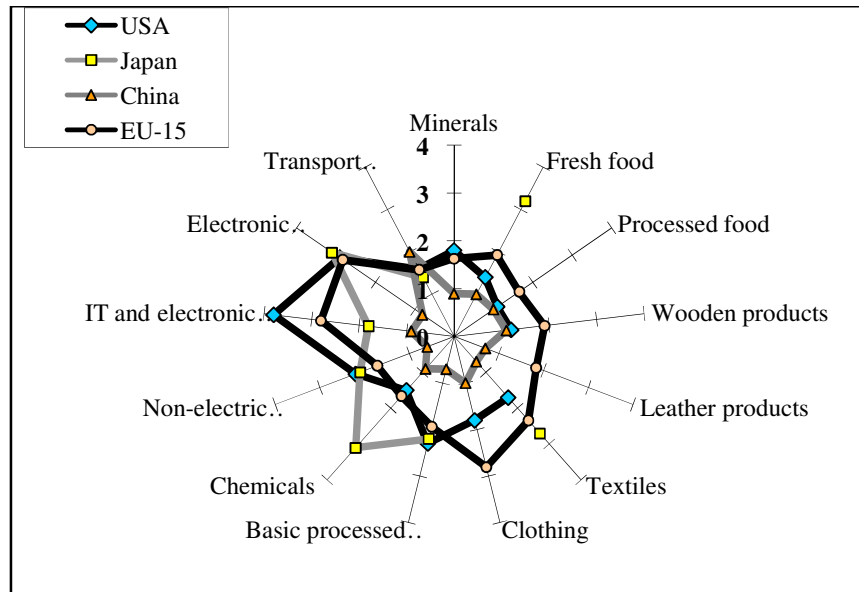 USA
Japan
China
EU-15
Minerals
Fresh food
Processed food
Wooden products
Leather products
Textiles
Clothing
Basic processed..
Chemicals
Non-electric..
IT and electronic..
Electronic..
Transport..
4
3
2
1
0